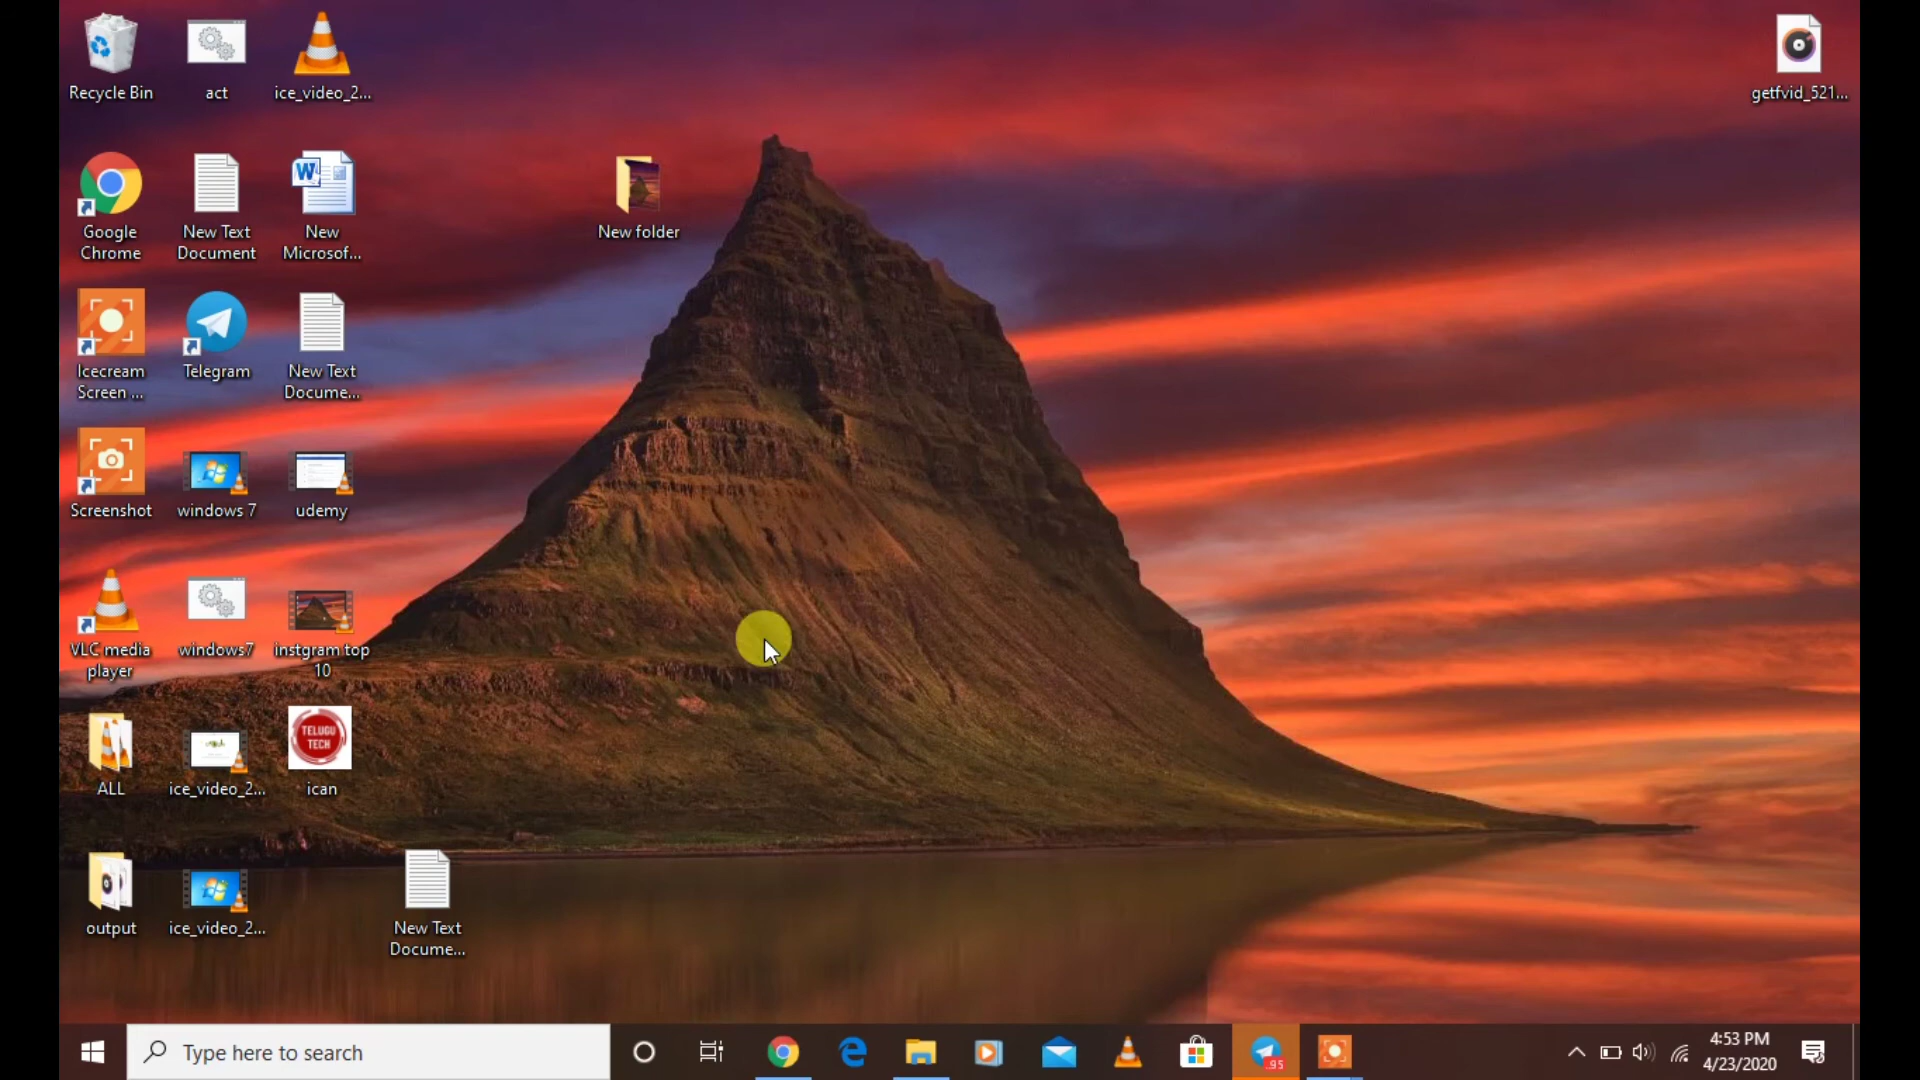 Recycle Bin
act
ice_video_2...
getfvid_521...
Google
Chrome
New Text
Document
W
New
Microsof...
New folder
Icecream
Screen ...
Telegram
New Text
Docume...
Screenshot
windows 7
udemy
VLC media
player
windows7
instgram top
10
ALL
ice_video_2...
TELUGU
TECH
ican
output
ice_video_2...
New Text
Docume...
Type here to search
95
4:53 PM
4/23/2020